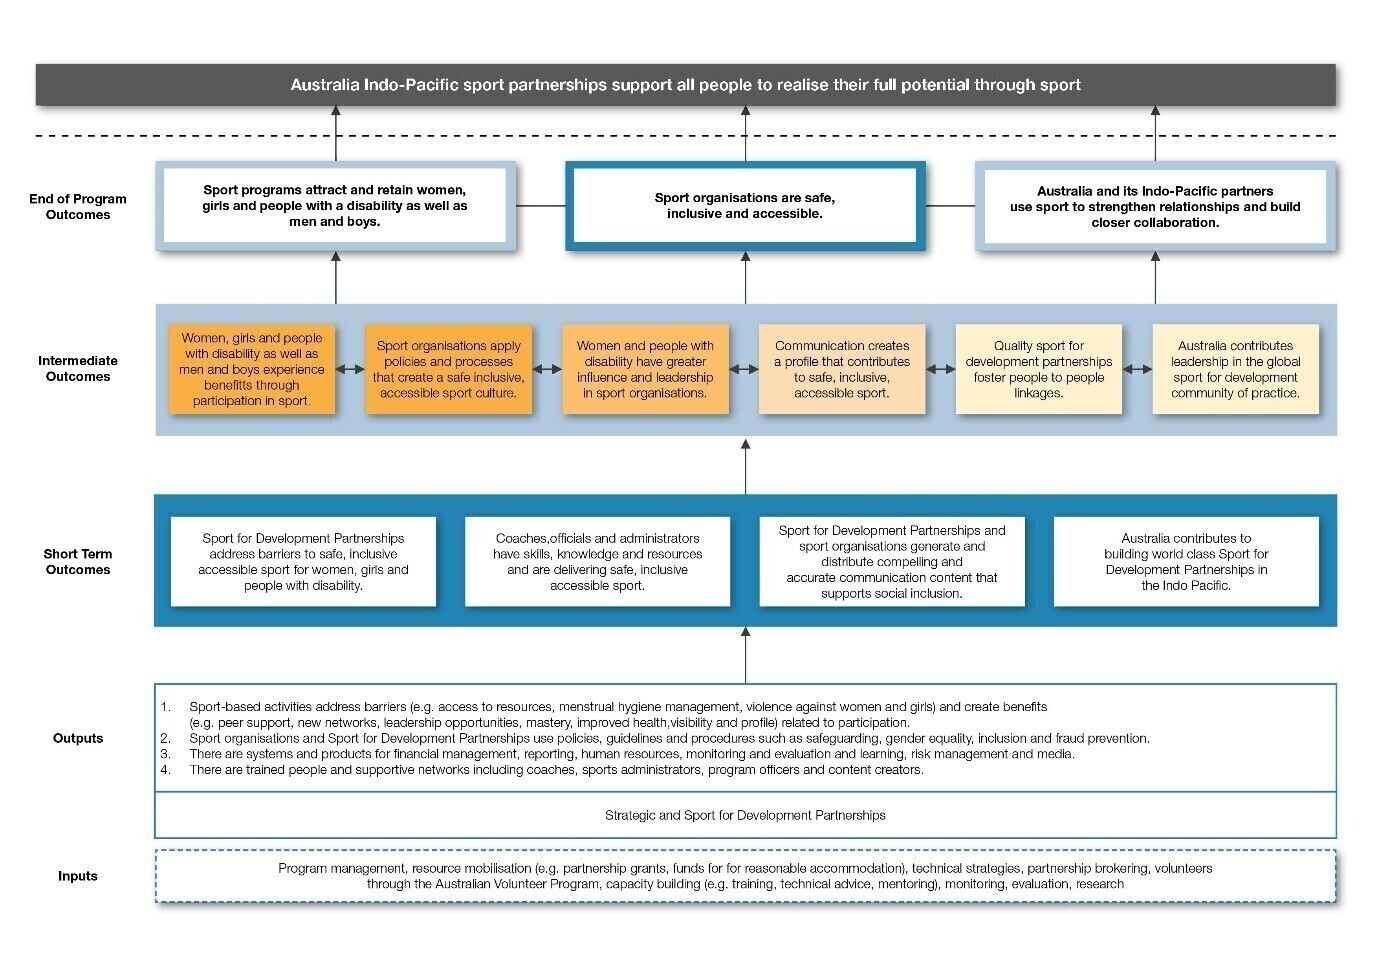 Australia Indo-Pacific sport partnerships support all people to realise their full potential through sport
End of Program
Outcomes
Sport programs attract and retain women,
girls and people with a disability as well as
men and boys.
Sport organisations are safe,
inclusive and accessible.
Australia and its Indo-Pacific partners
use sport to strengthen relationships and build
closer collaboration.
Intermediate
Outcomes
Women, girls and people
with disability as well as
men and boys experience
benefitts through
participation in sport.
Sport organisations apply
policies and processes
that create a safe inclusive,
accessible sport culture.
Women and people with
disability have greater
influence and leadership
in sport organisations.
Communication creates
a profile that contributes
to safe, inclusive,
accessible sport.
Quality sport for
development partnerships
foster people to people
linkages.
Australia contributes
leadership in the global
sport for development
community of practice.
Short Term
Outcomes
Sport for Development Partnerships
address barriers to safe, inclusive
accessible sport for women, girls and
people with disability.
Coaches,officials and administrators
have skills, knowledge and resources
and are delivering safe, inclusive
accessible sport.
Sport for Development Partnerships and
sport organisations generate and
distribute compelling and
accurate communication content that
supports social inclusion.
Australia contributes to
building world class Sport for
Development Partnerships in
the Indo Pacific.
Outputs
1. Sport-based activities address barriers (e.g. access to resources, menstrual hygiene management, violence against women and girls) and create benefits
(e.g. peer support, new networks, leadership opportunities, mastery, improved health,visibility and profile) related to participation.
2. Sport organisations and Sport for Development Partnerships use policies, guidelines and procedures such as safeguarding, gender equality, inclusion and fraud prevention.
3. There are systems and products for financial management, reporting, human resources, monitoring and evaluation and learning, risk management and media.
4. There are trained people and supportive networks including coaches, sports administrators, program officers and content creators.
Strategic and Sport for Development Partnerships
Inputs
Program management, resource mobilisation (e.g. partnership grants, funds for for reasonable accommodation), technical strategies, partnership brokering, volunteers
through the Australian Volunteer Program, capacity building (e.g. training, technical advice, mentoring), monitoring, evaluation, research